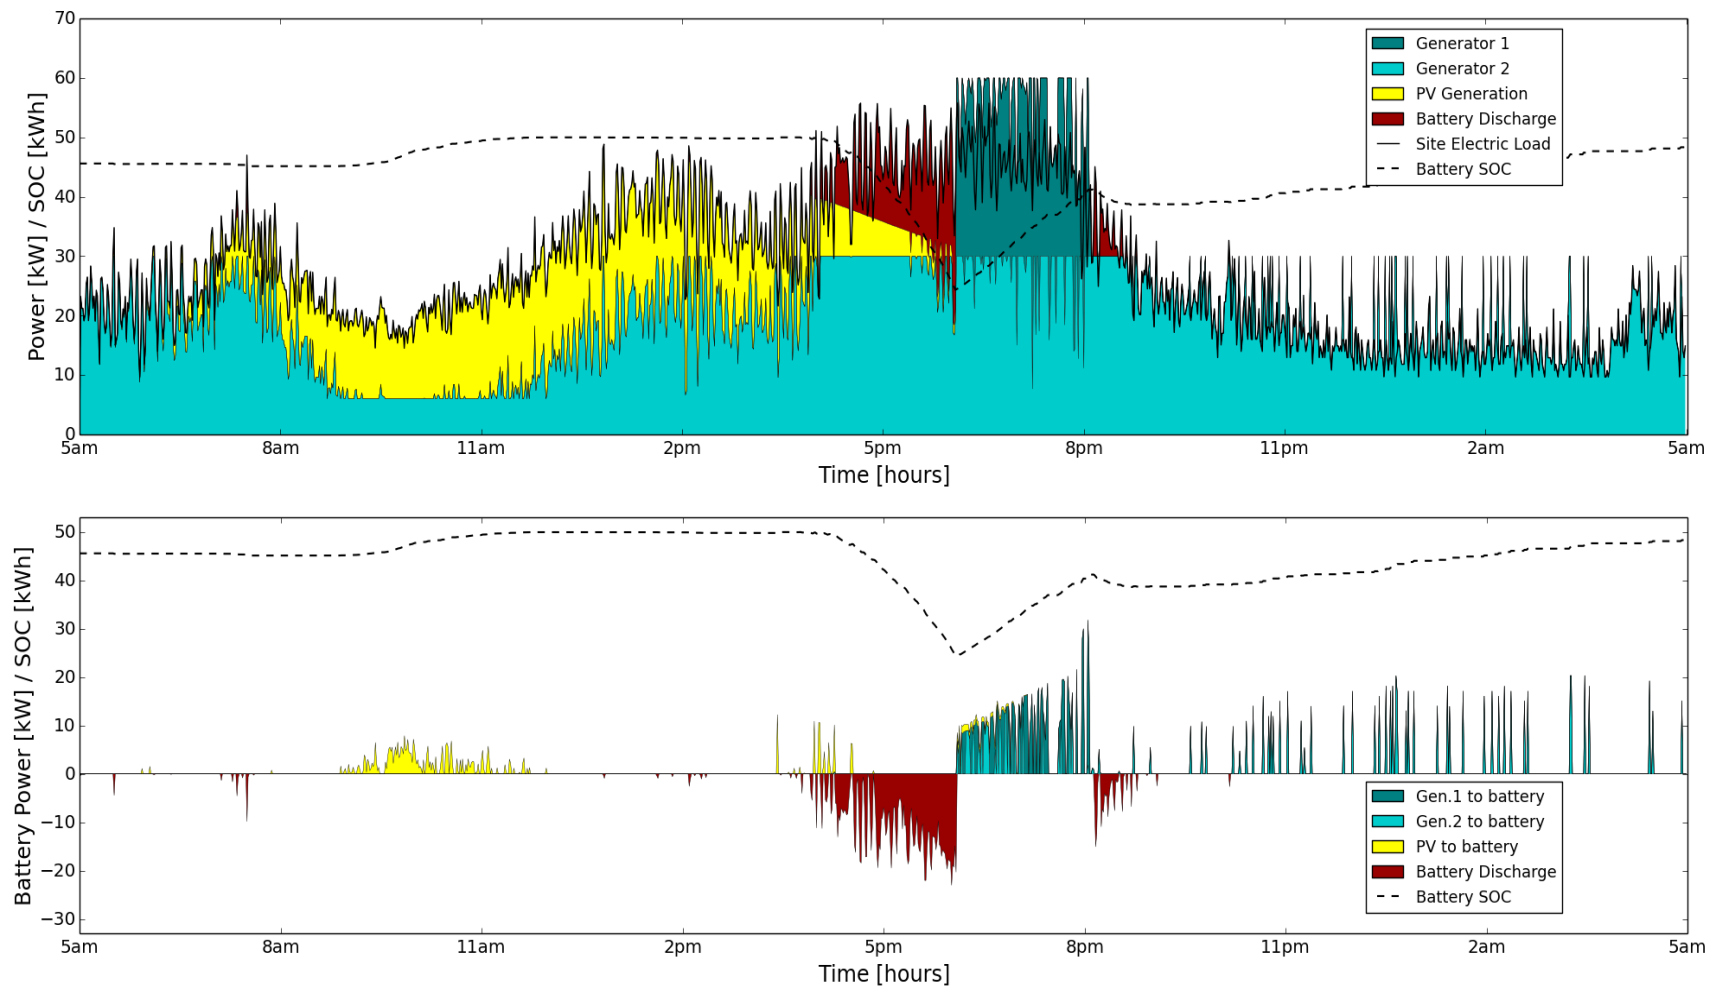 70
60
50
40
30
20
10
0
Power [kW] / SOC [kWh]
Generator 1
Generator 2
PV Generation
Battery Discharge
Site Electric Load
Battery SOC
5am 8am 11am 2pm 5pm 8pm 11pm 2am 5am
Time [hours]
50
40
30
20
10
0
−10
−20
−30
Battery Power [kW] / SOC [kWh]
Gen.1 to battery
Gen.2 to battery
PV to battery
Battery Discharge
Battery SOC
5am 8am 11am 2pm 5pm 8pm 11pm 2am 5am
Time [hours]